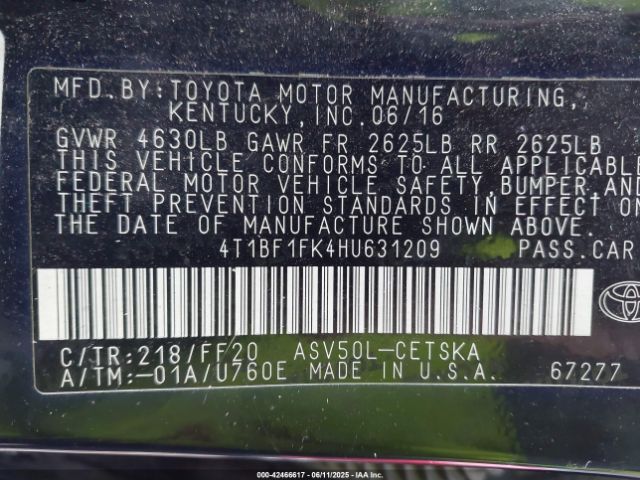 MFD. BY: TOYOTA MOTOR MANUFACTURING,
KENTUCKY, INC. 06/16
GVWR 4630LB GAWR FR 2625LB RR 2625LB
THIS VEHICLE CONFORMS TO ALL APPLICABLE
FEDERAL MOTOR VEHICLE SAFETY, BUMPER, AND
THEFT PREVENTION STANDARDS IN EFFECT ON
THE DATE OF MANUFACTURE SHOWN ABOVE.
4T1BF1FK4HU631209 PASS. CAR
C/TR: 218/FF20 ASV50L-CETSKA
A/TM:-01A/U760E MADE IN U.S.A. 67277
000-42466617 - 06/11/2025 - IAAI